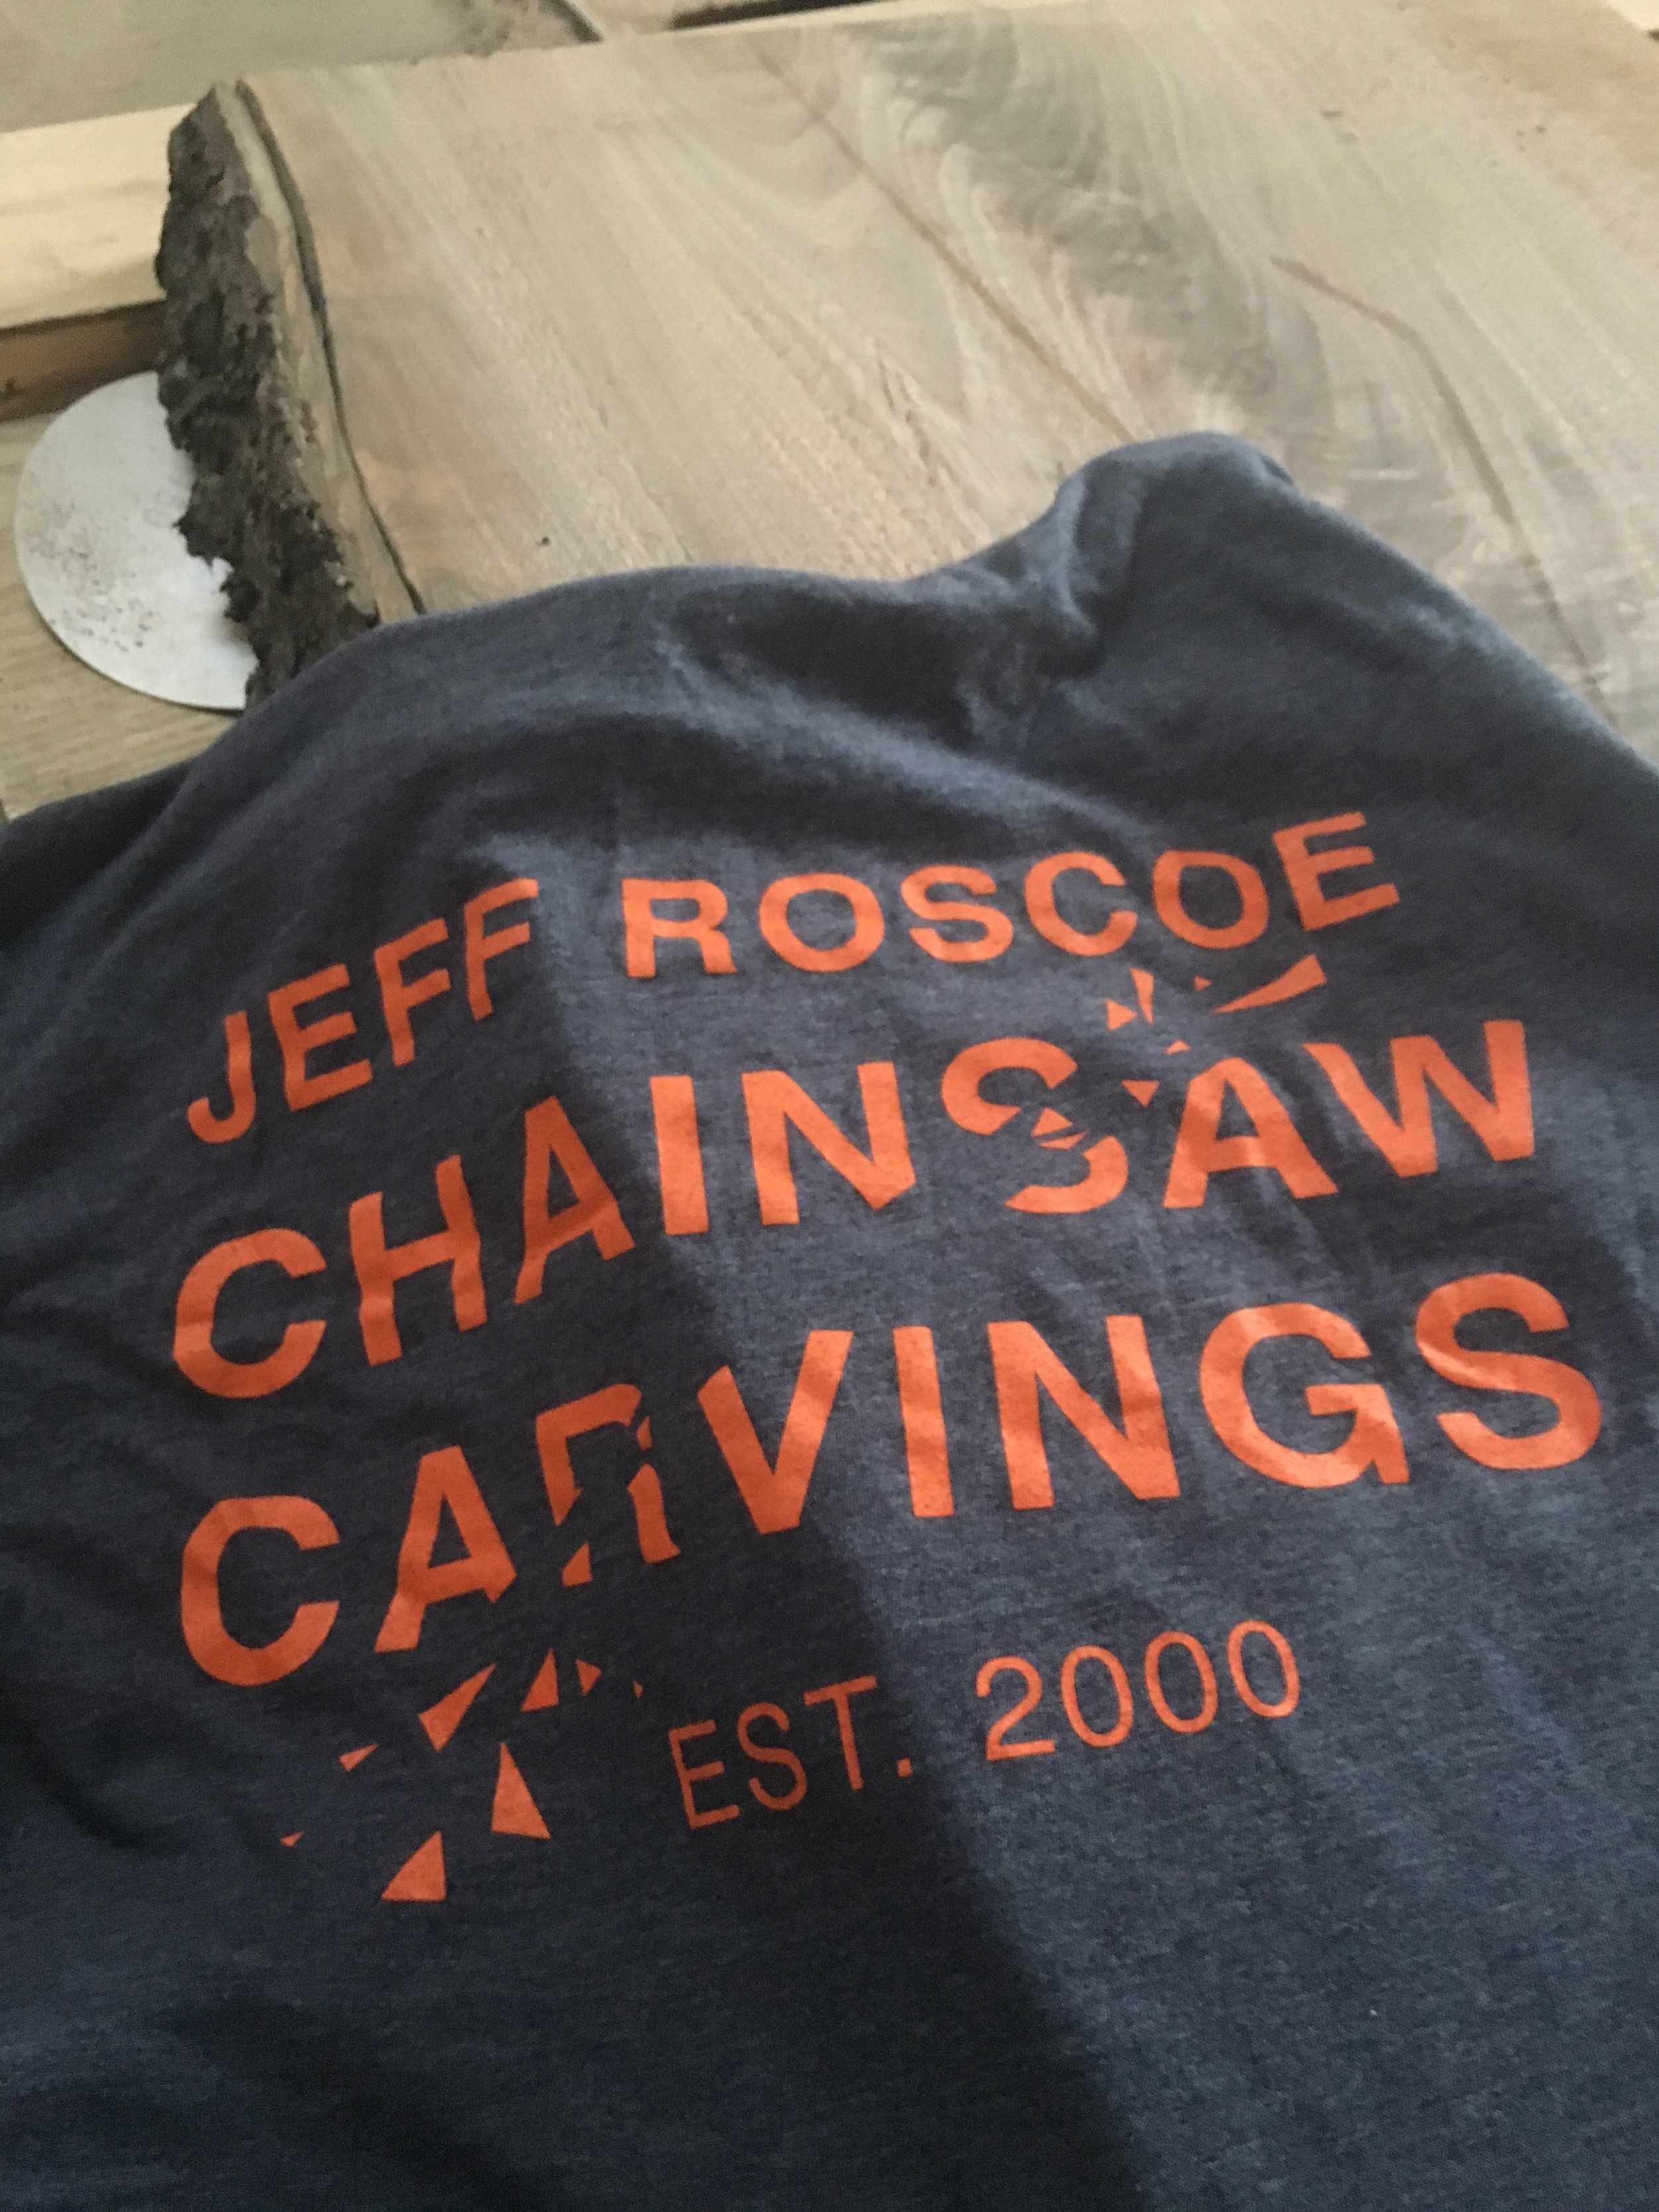 JEFF ROSCOE
CHAINSAW
CARVINGS
EST. 2000